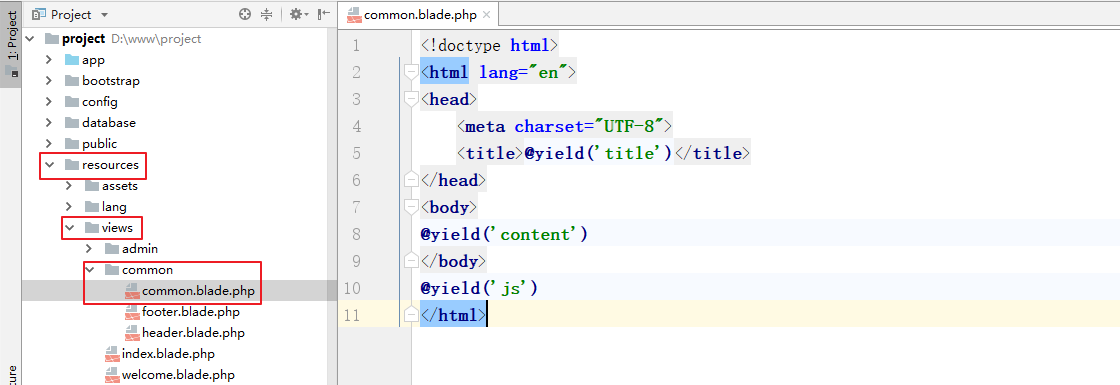 Project
project D:\www\project
app
bootstrap
config
database
public
resources
assets
lang
views
admin
common
common.blade.php
footer.blade.php
header.blade.php
index.blade.php
welcome.blade.php
1: Project
common.blade.php
1 <!doctype html>
2 <html lang="en">
3 <head>
4 <meta charset="UTF-8">
5 <title>@yield('title')</title>
6 </head>
7 <body>
8 @yield('content')
9 </body>
10 @yield('js')
11 </html>